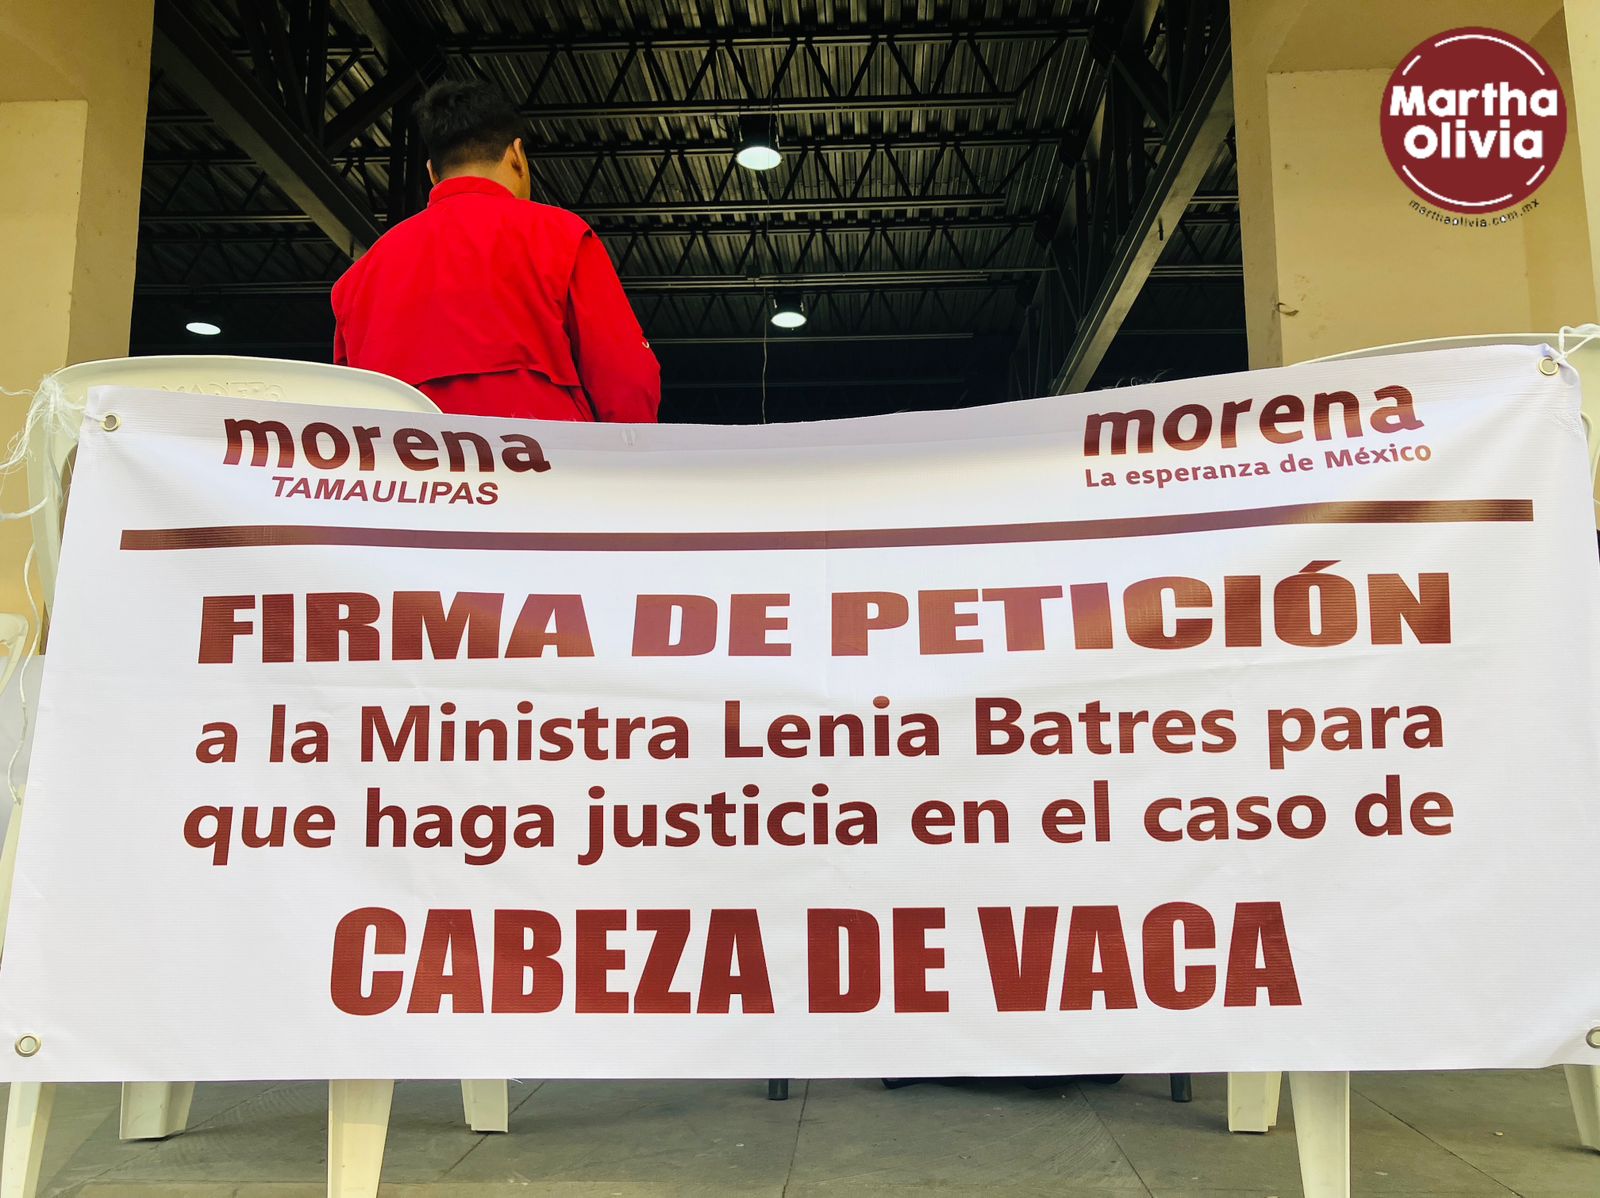 Martha
Olivia
marthaolivia.com.mx
morena
TAMAULIPAS
morena
La esperanza de México
FIRMA DE PETICIÓN
a la Ministra Lenia Batres para
que haga justicia en el caso de
CABEZA DE VACA